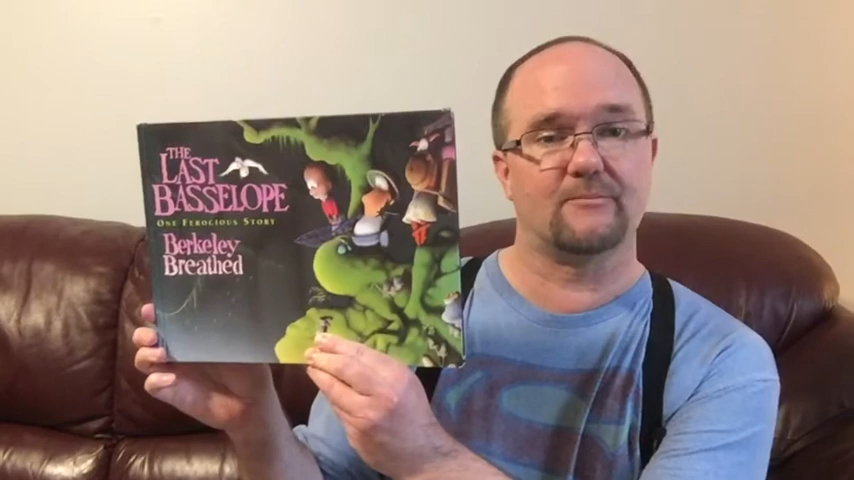 THE
LAST
BASSELOPE
ONE FEROCIOUS STORY
Berkeley
Breathed